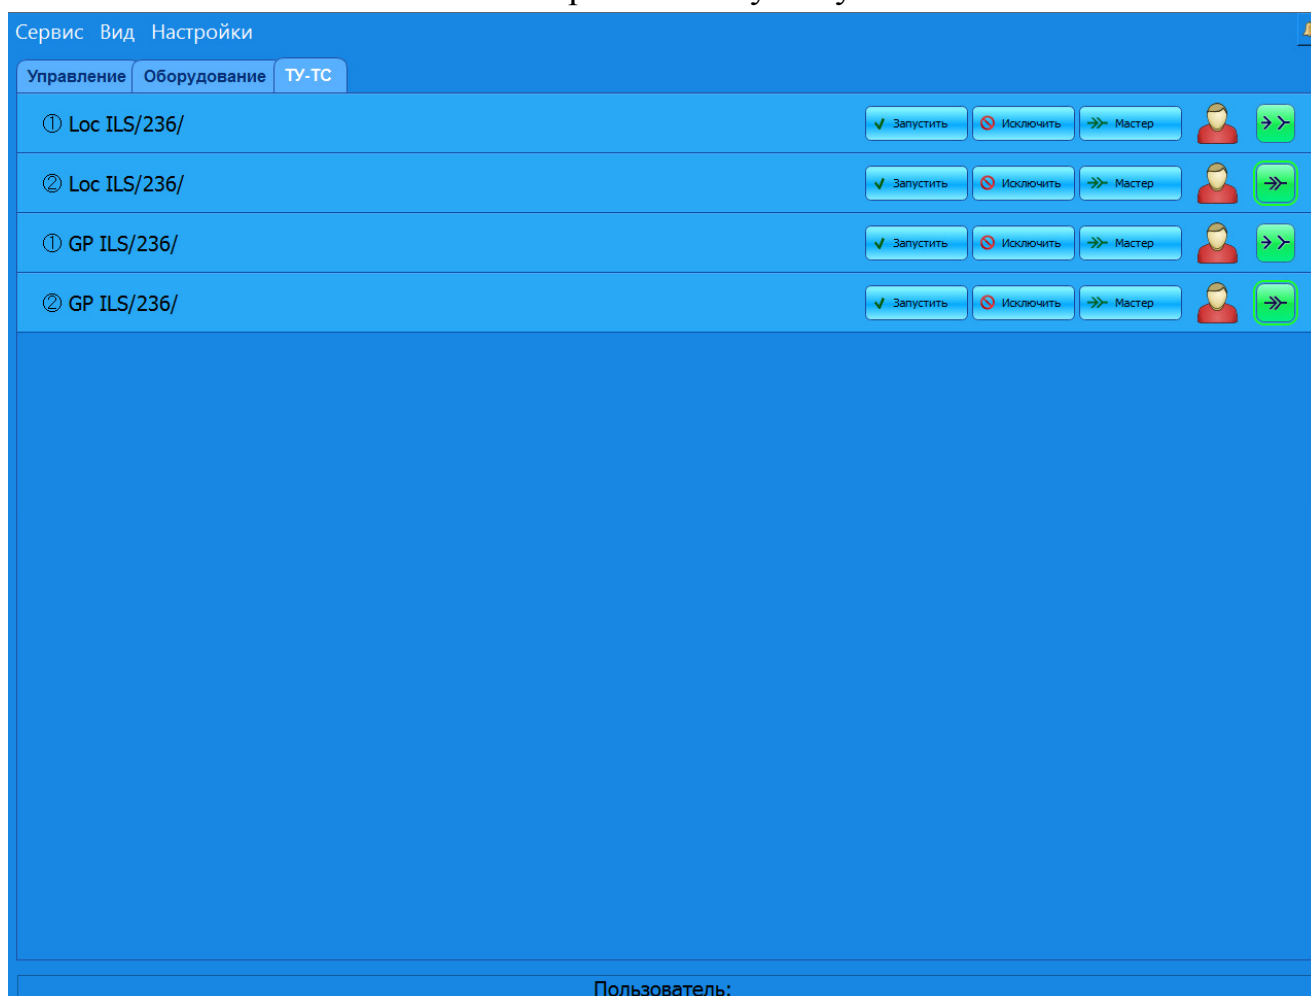 Сервис Вид Настройки
Управление Оборудование ТУ-ТС
① Loc ILS/236/ Запустить Исключить Мастер
② Loc ILS/236/ Запустить Исключить Мастер
① GP ILS/236/ Запустить Исключить Мастер
② GP ILS/236/ Запустить Исключить Мастер
Пользователь: